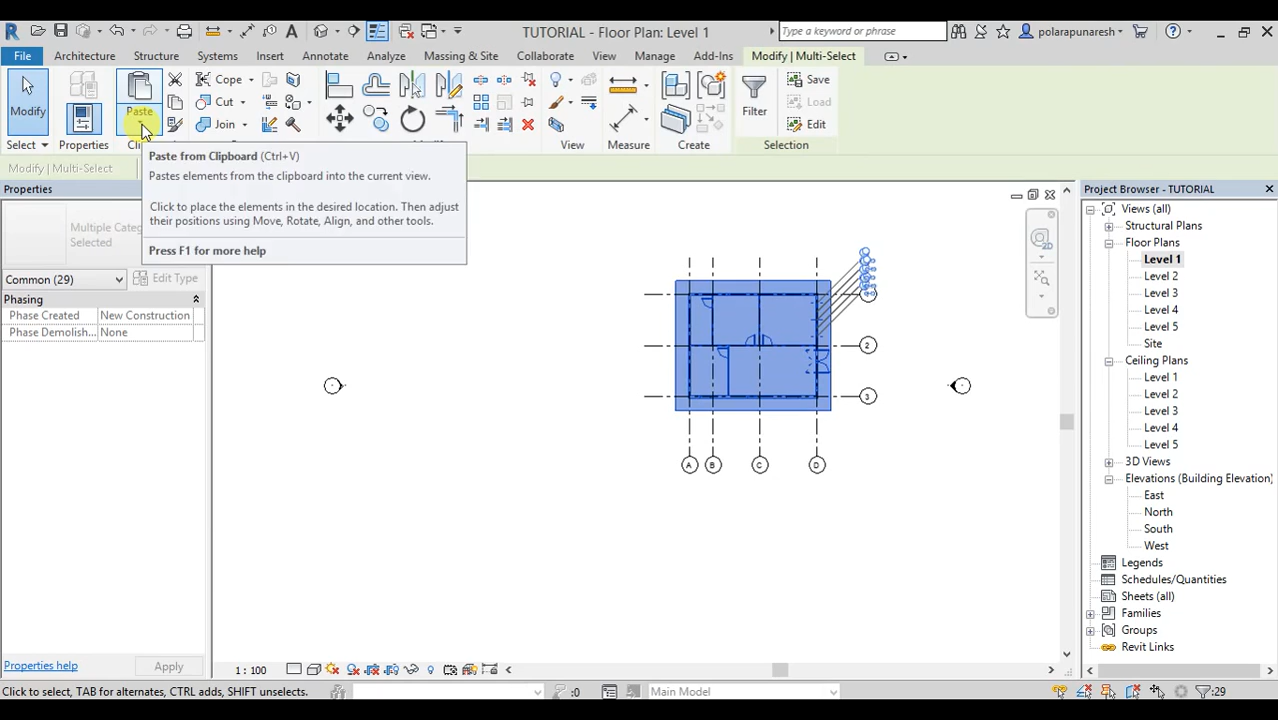 TUTORIAL - Floor Plan: Level 1
Type a keyword or phrase
polarapunaresh
File Architecture Structure Systems Insert Annotate Analyze Massing & Site Collaborate View Manage Add-Ins Modify | Multi-Select
Modify
Paste
Cope
Cut
Join
Filter
Save
Load
Edit
Select
Properties
View
Measure
Create
Selection
Modify | Multi-Select
Paste from Clipboard (Ctrl+V)
Pastes elements from the clipboard into the current view.
Click to place the elements in the desired location. Then adjust
their positions using Move, Rotate, Align, and other tools.
Press F1 for more help
Properties
Multiple Categ
Selected
Common (29)
Edit Type
Phasing
Phase Created New Construction
Phase Demolish... None
Properties help
Apply
2D
2
3
A B C D
Project Browser - TUTORIAL
Views (all)
Structural Plans
Floor Plans
Level 1
Level 2
Level 3
Level 4
Level 5
Site
Ceiling Plans
Level 1
Level 2
Level 3
Level 4
Level 5
3D Views
Elevations (Building Elevation)
East
North
South
West
Legends
Schedules/Quantities
Sheets (all)
Families
Groups
Revit Links
1 : 100
Click to select, TAB for alternates, CTRL adds, SHIFT unselects.
:0
Main Model
:29